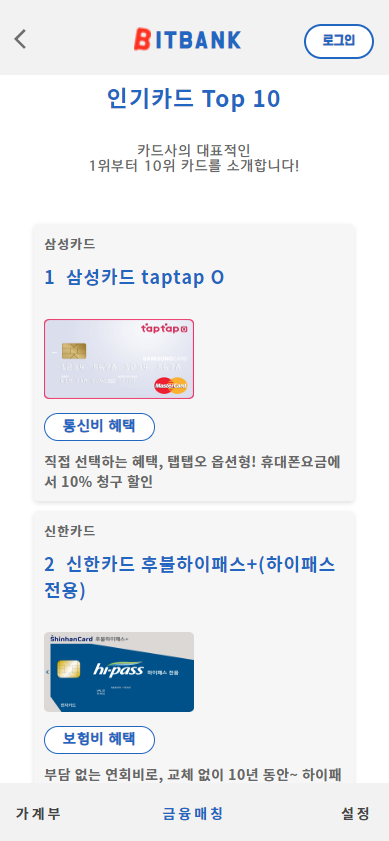 BITBANK
로그인
인기카드 Top 10
카드사의 대표적인
1위부터 10위 카드를 소개합니다!
삼성카드
1 삼성카드 taptap O
taptap
SAMSUNG CARD
MasterCard
통신비 혜택
직접 선택하는 혜택, 탭탭오 옵션형! 휴대폰요금에
서 10% 청구 할인
신한카드
2 신한카드 후불하이패스+(하이패스
전용)
ShinhanCard 후불하이패스+
hi-pass 하이패스 전용
신한카드
보험비 혜택
부담 없는 연회비로, 교체 없이 10년 동안~ 하이패
가계부
금융매칭
설정